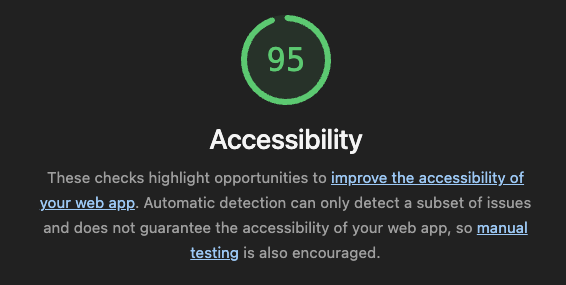 95
Accessibility
These checks highlight opportunities to improve the accessibility of
your web app. Automatic detection can only detect a subset of issues
and does not guarantee the accessibility of your web app, so manual
testing is also encouraged.